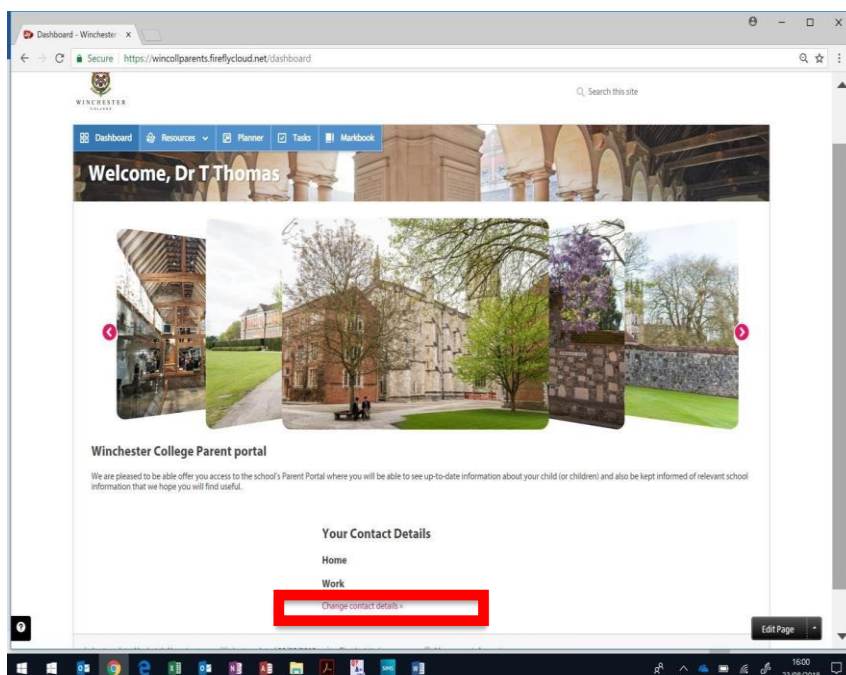 Dashboard - Winchester
Secure https://wincollparents.fireflycloud.net/dashboard
WINCHESTER
COLLEGE
Search this site
Dashboard Resources Planner Tasks Markbook
Welcome, Dr T Thomas
Winchester College Parent portal
We are pleased to be able offer you access to the school's Parent Portal where you will be able to see up-to-date information about your child (or children) and also be kept informed of relevant school
information that we hope you will find useful.
Your Contact Details
Home
Work
Change contact details »
Edit Page
16:00